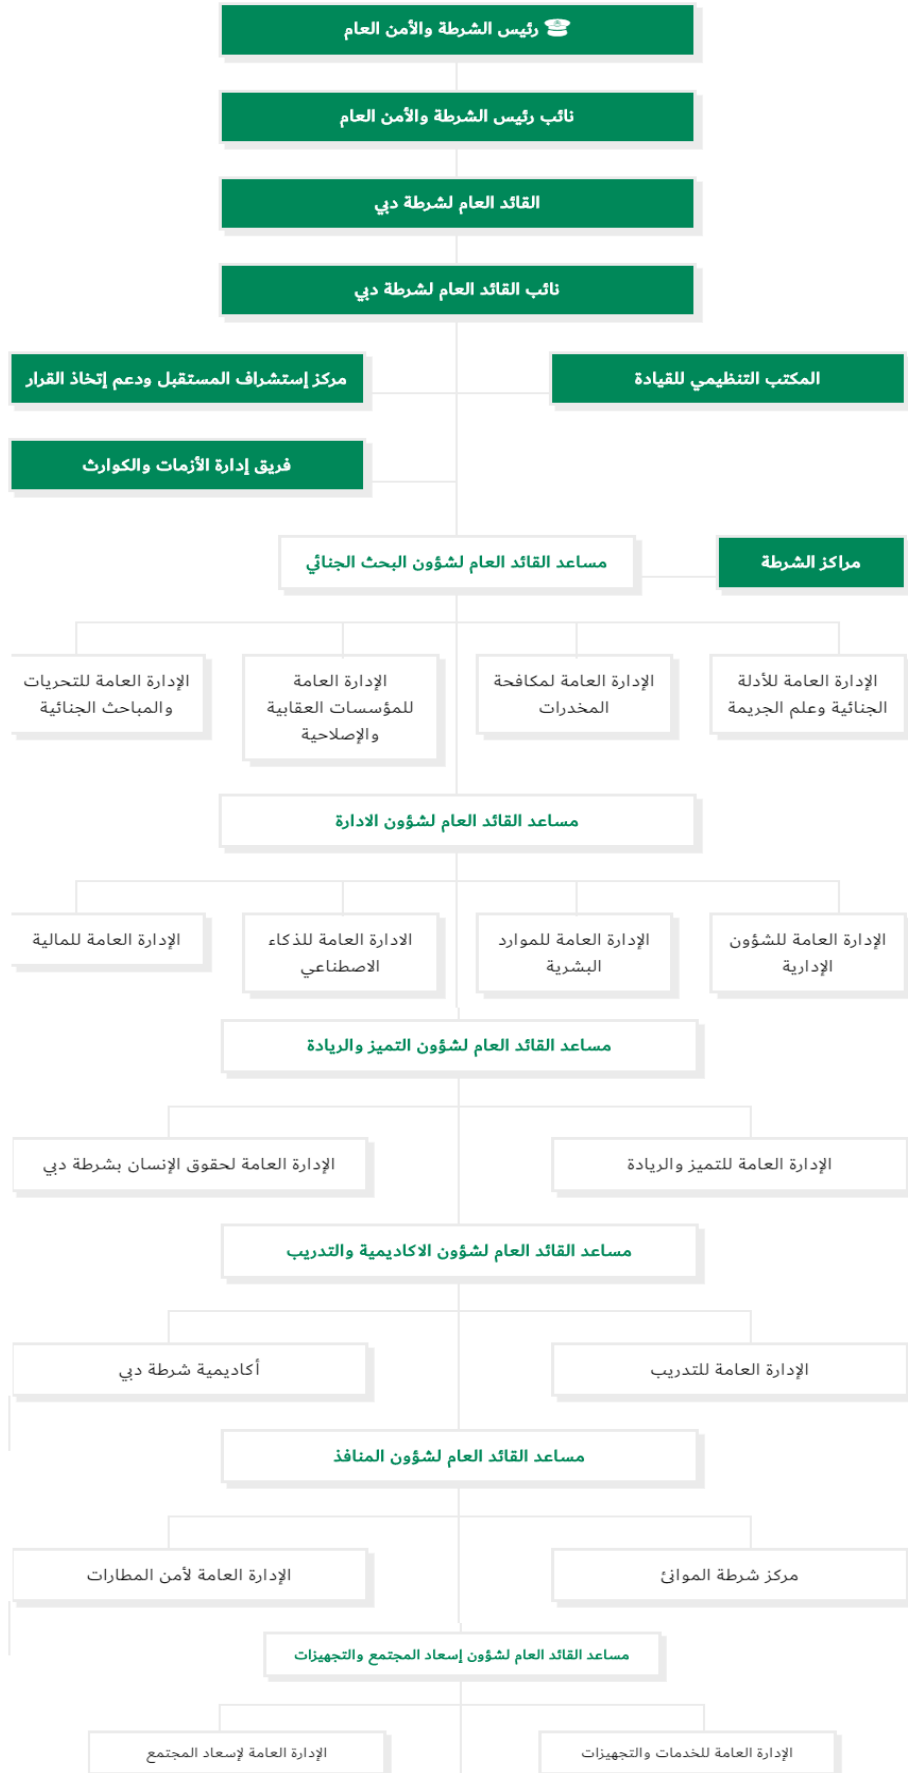 رئيس الشرطة والأمن العام
نائب رئيس الشرطة والأمن العام
القائد العام لشرطة دبي
نائب القائد العام لشرطة دبي
المكتب التنظيمي للقيادة
مركز إستشراف المستقبل ودعم إتخاذ القرار
فريق إدارة الأزمات والكوارث
مراكز الشرطة
مساعد القائد العام لشؤون البحث الجنائي
الإدارة العامة للأدلة
الجنائية وعلم الجريمة
الإدارة العامة لمكافحة
المخدرات
الإدارة العامة
للمؤسسات العقابية
والإصلاحية
الإدارة العامة للتحريات
والمباحث الجنائية
مساعد القائد العام لشؤون الادارة
الإدارة العامة للشؤون
الإدارية
الإدارة العامة للموارد
البشرية
الادارة العامة للذكاء
الاصطناعي
الإدارة العامة للمالية
مساعد القائد العام لشؤون التميز والريادة
الإدارة العامة للتميز والريادة
الإدارة العامة لحقوق الإنسان بشرطة دبي
مساعد القائد العام لشؤون الاكاديمية والتدريب
الإدارة العامة للتدريب
أكاديمية شرطة دبي
مساعد القائد العام لشؤون المنافذ
مركز شرطة الموانئ
الإدارة العامة لأمن المطارات
مساعد القائد العام لشؤون إسعاد المجتمع والتجهيزات
الإدارة العامة للخدمات والتجهيزات
الإدارة العامة لإسعاد المجتمع